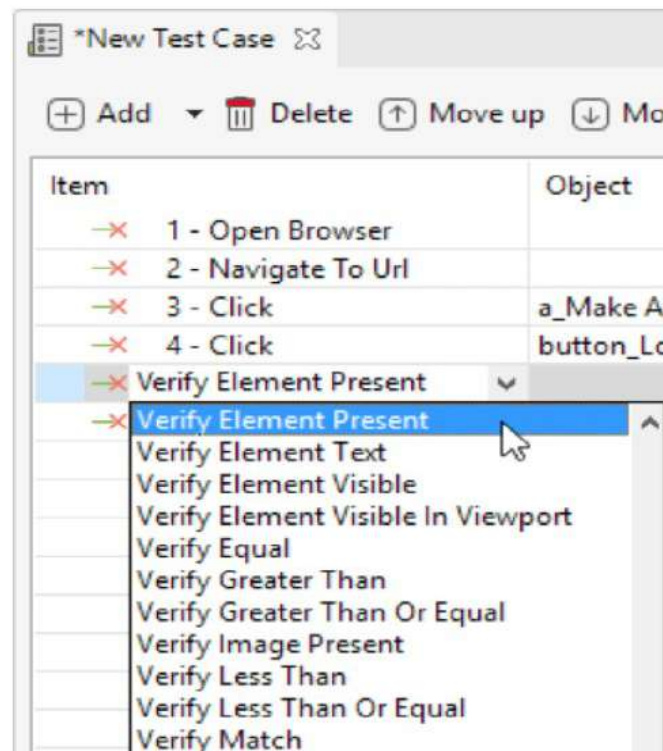 *New Test Case
Add Delete Move up Mo
Item Object
1 - Open Browser
2 - Navigate To Url
3 - Click a_Make A
4 - Click button_Lo
Verify Element Present
Verify Element Present
Verify Element Text
Verify Element Visible
Verify Element Visible In Viewport
Verify Equal
Verify Greater Than
Verify Greater Than Or Equal
Verify Image Present
Verify Less Than
Verify Less Than Or Equal
Verify Match